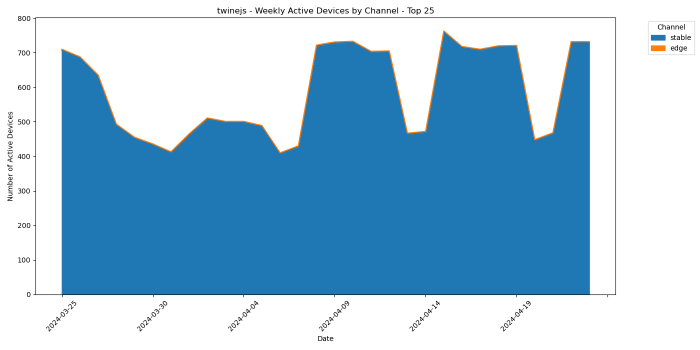 twinejs - Weekly Active Devices by Channel - Top 25
Channel
stable
edge
Number of Active Devices
800
700
600
500
400
300
200
100
0
2024-03-25
2024-03-30
2024-04-04
2024-04-09
2024-04-14
2024-04-19
Date